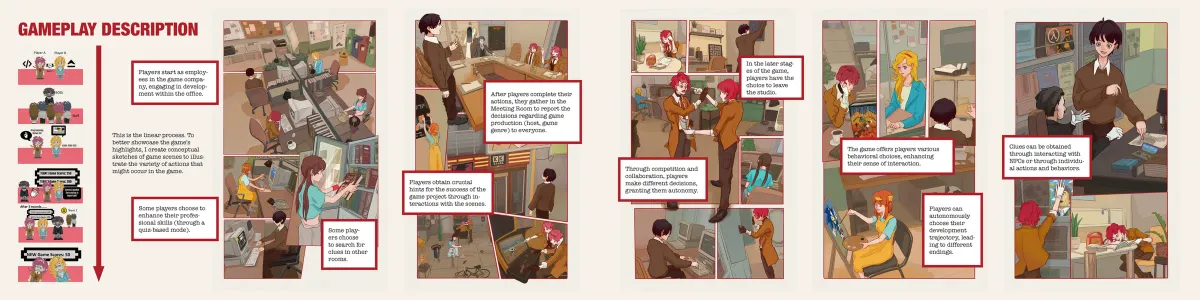 GAMEPLAY DESCRIPTION
Player A
Player B
Players start as employ-
ees in the game compa-
ny, engaging in develop-
ment within the office.
This is the linear process. To
better showcase the game's
highlights, I create conceptual
sketches of game scenes to illus-
trate the variety of actions that
might occur in the game.
Some players choose to
enhance their profes-
sional skills (through a
quiz-based mode).
NEW Game Scores: 50
Some play-
ers choose
to search for
clues in other
rooms.
After players complete their
actions, they gather in the
Meeting Room to report the
decisions regarding game
production (host, game
genre) to everyone.
Players obtain crucial
hints for the success of the
game project through in-
teractions with the scenes.
In the later stag-
es of the game,
players have the
choice to leave
the studio.
Through competition and
collaboration, players
make different decisions,
granting them autonomy.
The game offers players various
behavioral choices, enhancing
their sense of interaction.
Players can
autonomously
choose their
development
trajectory, lead-
ing to different
endings.
Clues can be obtained
through interacting with
NPCs or through individu-
al actions and behaviors.